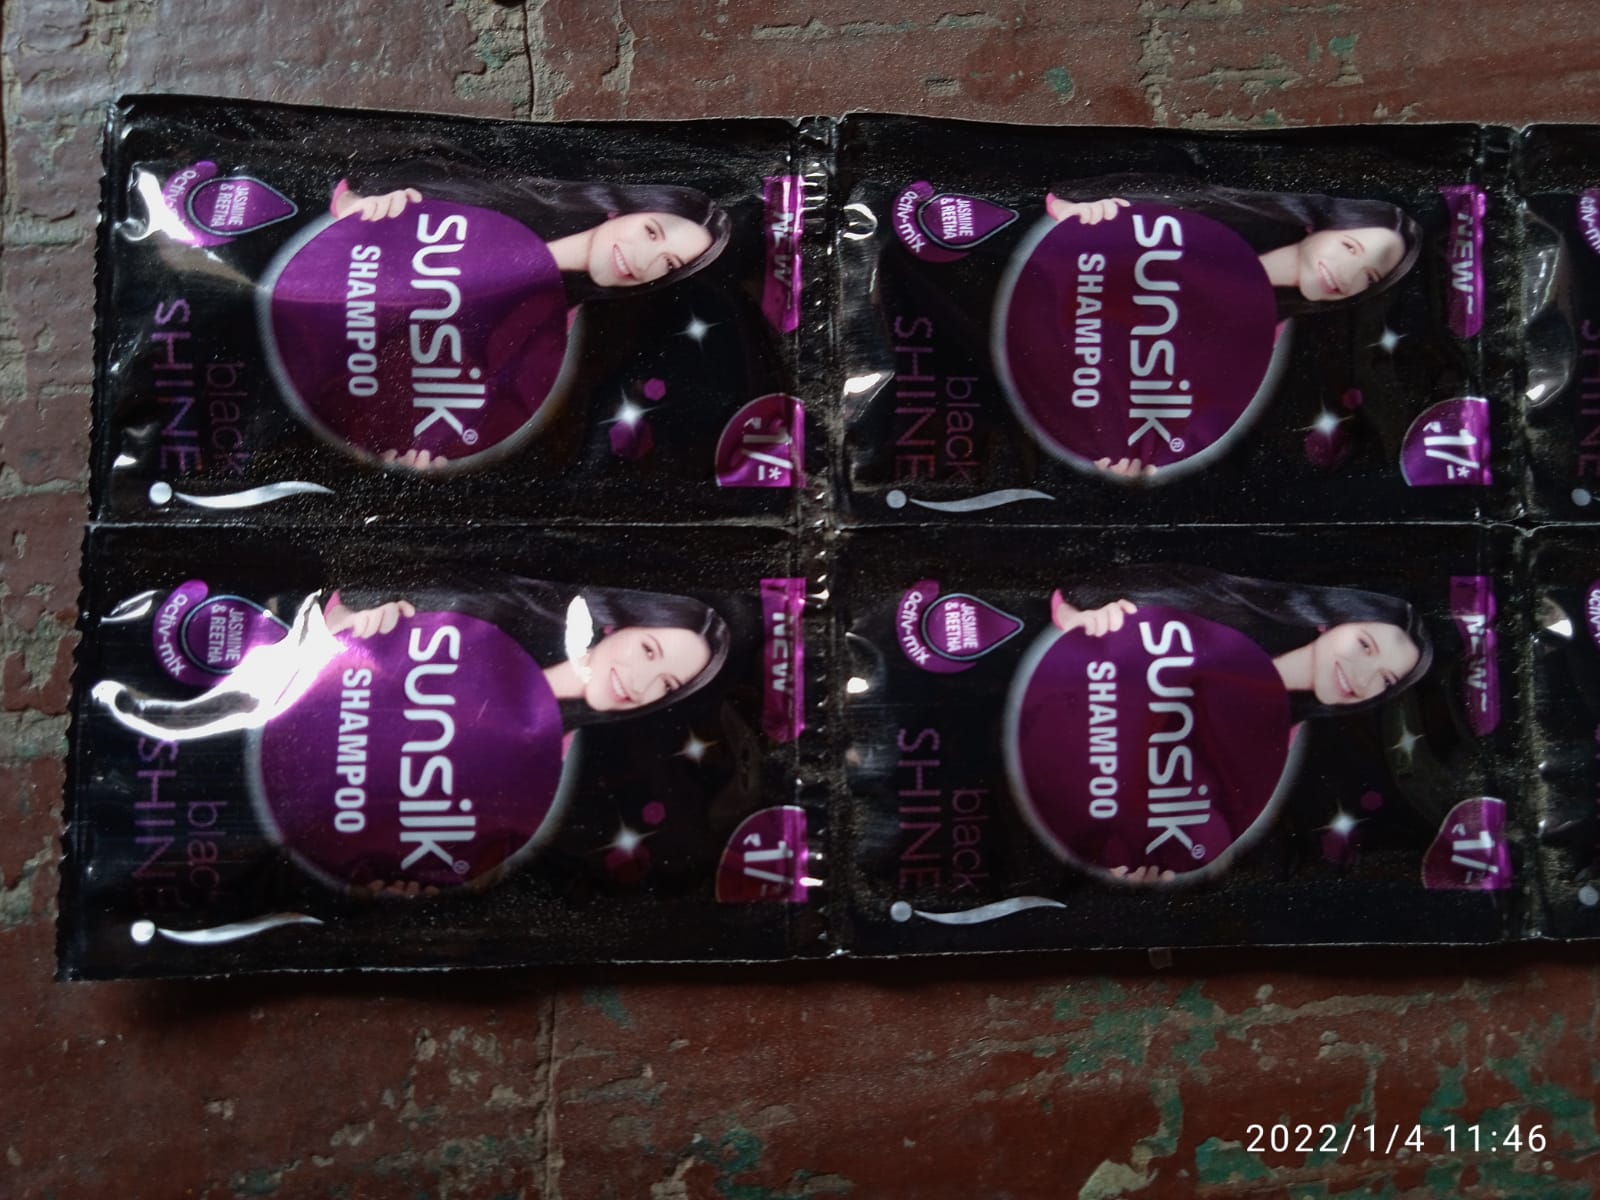 NEW
₹1/-*
sunsilk®
SHAMPOO
black
SHINE
activ-mix
JASMINE
& REETHA
NEW
₹1/-*
sunsilk®
SHAMPOO
black
SHINE
activ-mix
JASMINE
& REETHA
NEW
₹1/-
sunsilk®
SHAMPOO
black
SHINE
activ-mix
JASMINE
& REETHA
NEW
₹1/-
sunsilk®
SHAMPOO
black
SHINE
activ-mix
JASMINE
& REETHA
2022/1/4 11:46